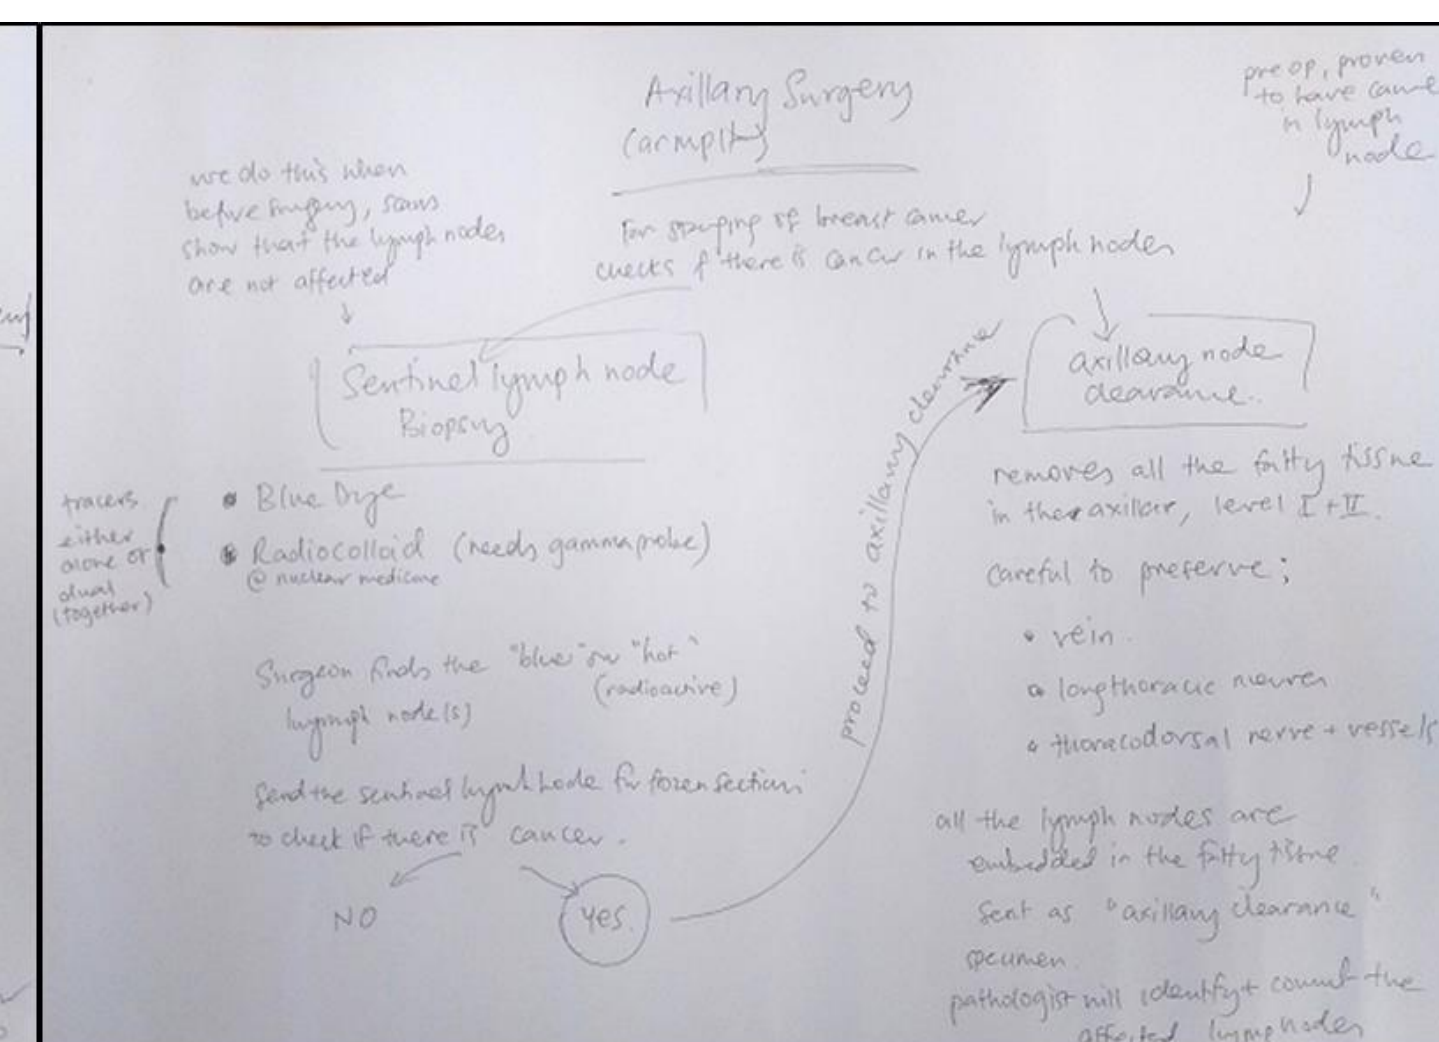 Axillary Surgery
(armpit)
For staging of breast cancer
checks if there is cancer in the lymph nodes
we do this when
before surgery, scans
show that the lymph nodes
are not affected
Sentinel lymph node
Biopsy
tracers
either
alone or
dual
(together)
• Blue Dye
• Radiocolloid (needs gamma probe)
@ nuclear medicine
Surgeon finds the "blue" or "hot"
(radioactive)
lymph node(s)
Send the sentinel lymph node for frozen section
to check if there is cancer.
NO
yes.
proceed to axillary clearance
pre op, proven
to have
in lymph
node
axillary node
clearance..
removes all the fatty tissue
in the axillar, level I + II.
Careful to preserve;
• vein.
• long thoracic
• thoracodorsal nerve + vessels
all the lymph nodes are
embedded in the fatty tissue
Sent as "axillary clearance"
specimen.
pathologist will identify + count the
affected lymph nodes